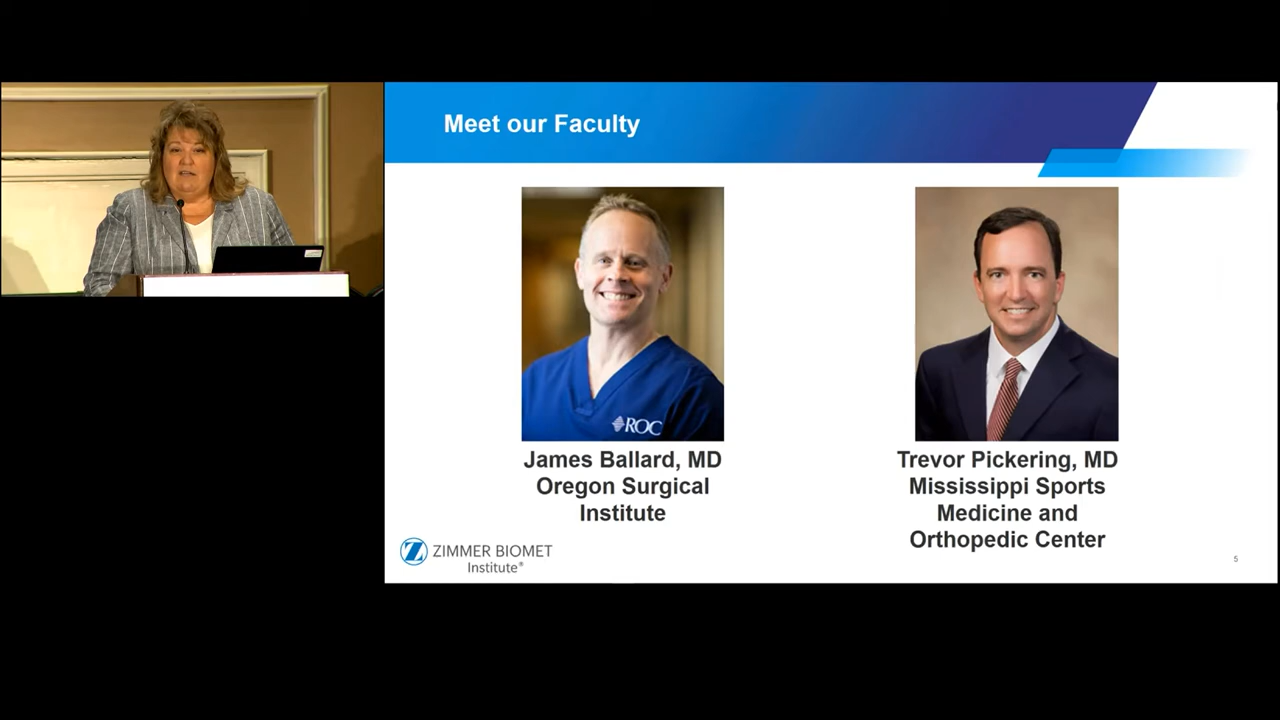 Meet our Faculty
ROC
James Ballard, MD
Oregon Surgical
Institute
Trevor Pickering, MD
Mississippi Sports
Medicine and
Orthopedic Center
Z ZIMMER BIOMET
Institute®
5